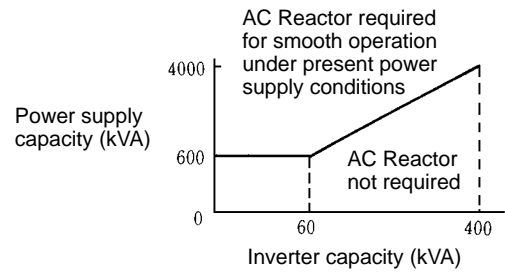 AC Reactor required
for smooth operation
under present power
supply conditions
4000
Power supply
capacity (kVA)
600
AC Reactor
not required
0
60
400
Inverter capacity (kVA)